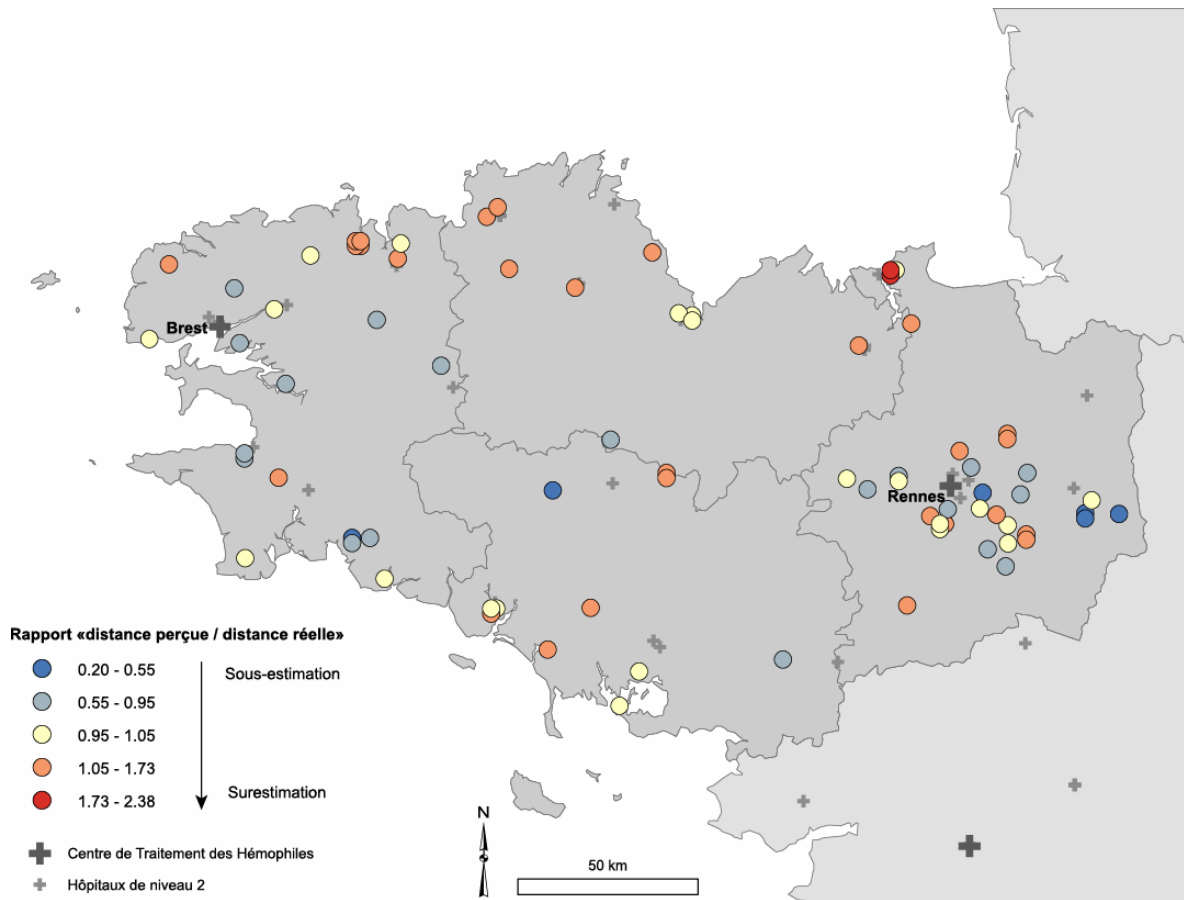 Brest
Rennes
Rapport «distance perçue / distance réelle»
0.20 - 0.55
Sous-estimation
0.55 - 0.95
0.95 - 1.05
1.05 - 1.73
1.73 - 2.38
Surestimation
Centre de Traitement des Hémophiles
Hôpitaux de niveau 2
N
50 km